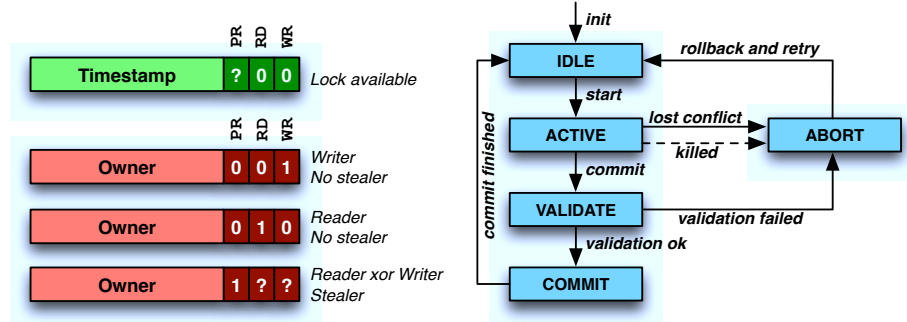 PR RD WR
Timestamp ? 0 0 Lock available
PR RD WR
Owner 0 0 1 Writer
No stealer
Owner 0 1 0 Reader
No stealer
Owner 1 ? ? Reader xor Writer
Stealer
init
IDLE
rollback and retry
start
ACTIVE
lost conflict
killed
ABORT
commit
VALIDATE
validation failed
validation ok
COMMIT
commit finished